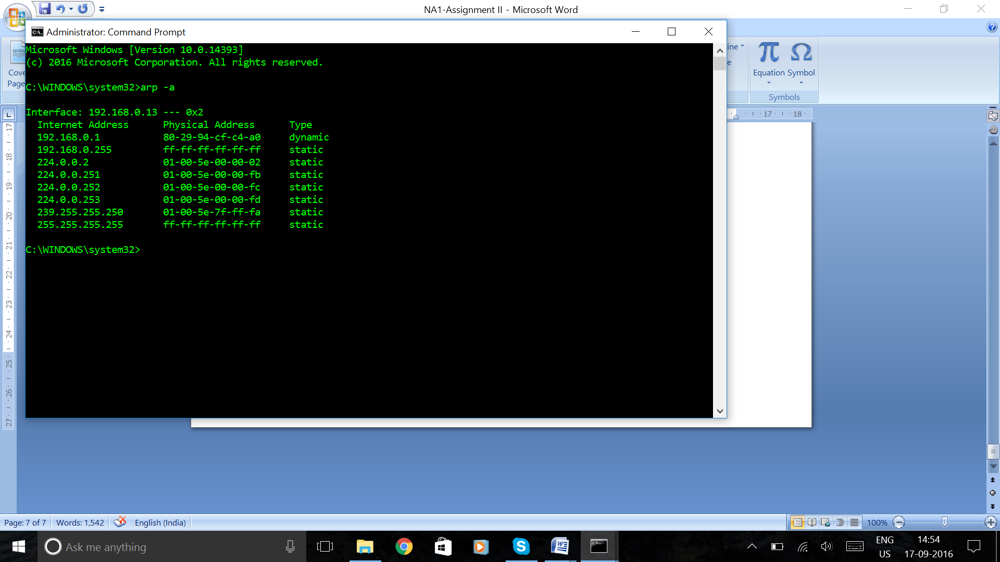 NA1-Assignment II - Microsoft Word
Administrator: Command Prompt
Microsoft Windows [Version 10.0.14393]
(c) 2016 Microsoft Corporation. All rights reserved.
C:\WINDOWS\system32>arp -a
Interface: 192.168.0.13 --- 0x2
Internet Address Physical Address Type
192.168.0.1 80-29-94-cf-c4-a0 dynamic
192.168.0.255 ff-ff-ff-ff-ff-ff static
224.0.0.2 01-00-5e-00-00-02 static
224.0.0.251 01-00-5e-00-00-fb static
224.0.0.252 01-00-5e-00-00-fc static
224.0.0.253 01-00-5e-00-00-fd static
239.255.255.250 01-00-5e-7f-ff-fa static
255.255.255.255 ff-ff-ff-ff-ff-ff static
C:\WINDOWS\system32>
Cove
Page
ine
e
Equation Symbol
Symbols
17 18
17
18
19
20
21
22
23
24
25
26
27
Page: 7 of 7 Words: 1,542 English (India) 100%
Ask me anything
ENG
US
14:54
17-09-2016